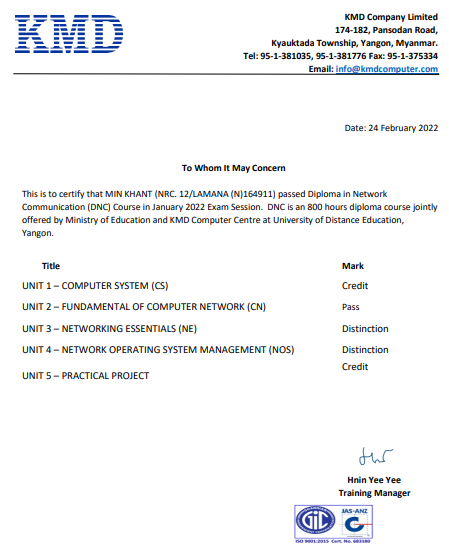 KMD
KMD Company Limited
174-182, Pansodan Road,
Kyauktada Township, Yangon, Myanmar.
Tel: 95-1-381035, 95-1-381776 Fax: 95-1-375334
Email: info@kmdcomputer.com
Date: 24 February 2022
To Whom It May Concern
This is to certify that MIN KHANT (NRC. 12/LAMANA (N)164911) passed Diploma in Network
Communication (DNC) Course in January 2022 Exam Session.  DNC is an 800 hours diploma course jointly
offered by Ministry of Education and KMD Computer Centre at University of Distance Education,
Yangon.
Title Mark
UNIT 1 – COMPUTER SYSTEM (CS) Credit
UNIT 2 – FUNDAMENTAL OF COMPUTER NETWORK (CN) Pass
UNIT 3 – NETWORKING ESSENTIALS (NE) Distinction
UNIT 4 – NETWORK OPERATING SYSTEM MANAGEMENT (NOS) Distinction
UNIT 5 – PRACTICAL PROJECT Credit
Hnin Yee Yee
Training Manager
GIC
JAS-ANZ
ISO 9001:2015 Cert. No. 683180